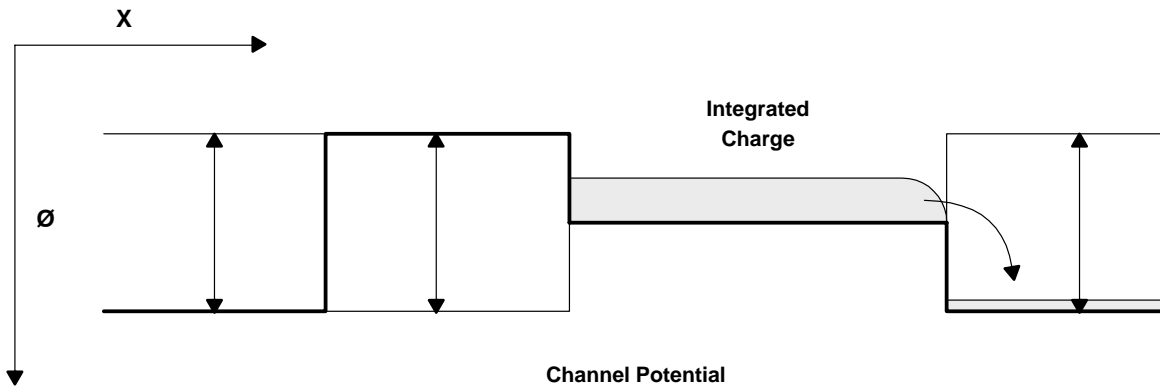 X
Integrated
Charge
Ø
Channel Potential